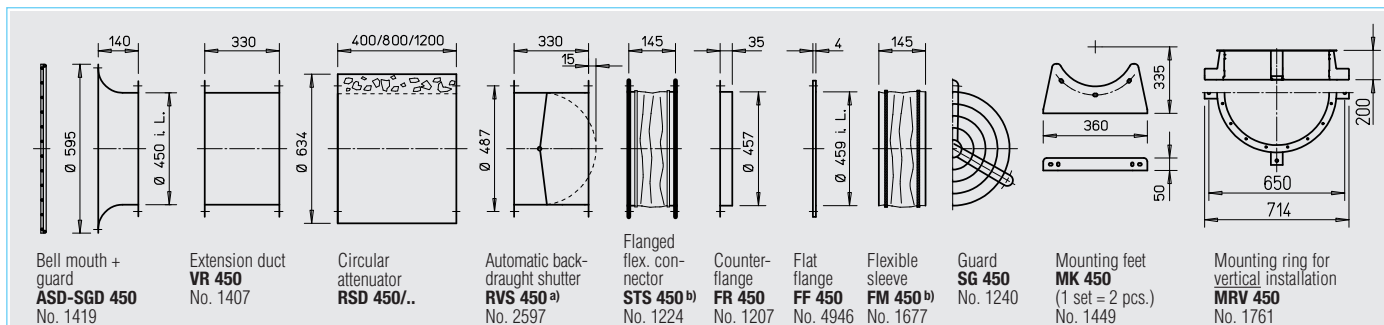 140
330
400/800/1200
330
15
145
35
4
145
335
200
Ø 595
Ø 450 i. L.
Ø 634
Ø 487
Ø 457
Ø 459 i. L.
360
50
650
714
Bell mouth +
guard
ASD-SGD 450
No. 1419
Extension duct
VR 450
No. 1407
Circular
attenuator
RSD 450/..
Automatic back-
draught shutter
RVS 450 a)
No. 2597
Flanged
flex. con-
nector
STS 450 b)
No. 1224
Counter-
flange
FR 450
No. 1207
Flat
flange
FF 450
No. 4946
Flexible
sleeve
FM 450 b)
No. 1677
Guard
SG 450
No. 1240
Mounting feet
MK 450
(1 set = 2 pcs.)
No. 1449
Mounting ring for
vertical installation
MRV 450
No. 1761